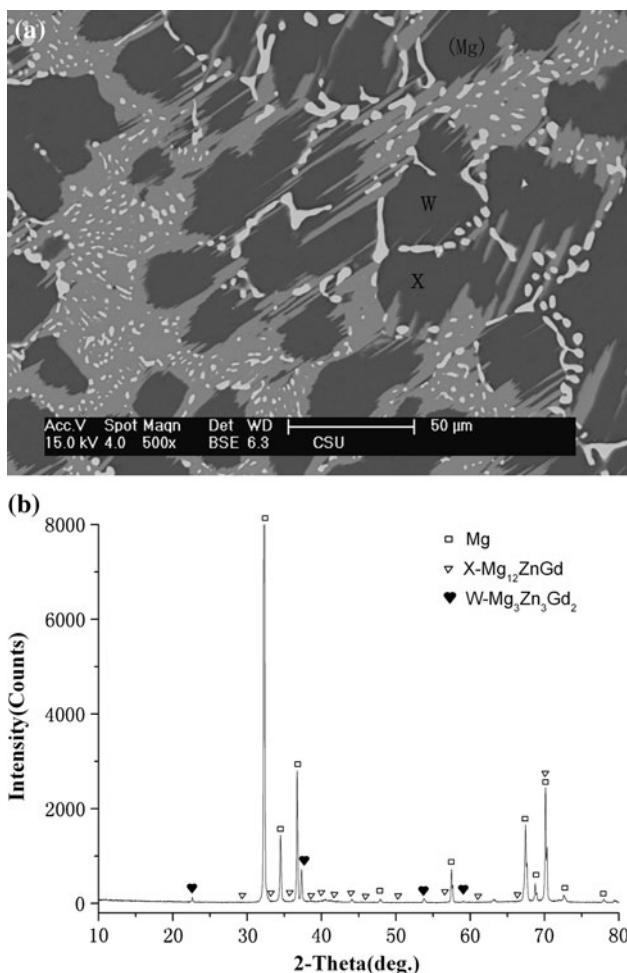 (a)
(Mg)
W
X
Acc.V Spot Magn Det WD 50 µm
15.0 kV 4.0 500x BSE 6.3 CSU
(b)
8000
Mg
X-Mg₁₂ZnGd
W-Mg₃Zn₃Gd₂
6000
4000
2000
0
Intensity(Counts)
10 20 30 40 50 60 70 80
2-Theta(deg.)